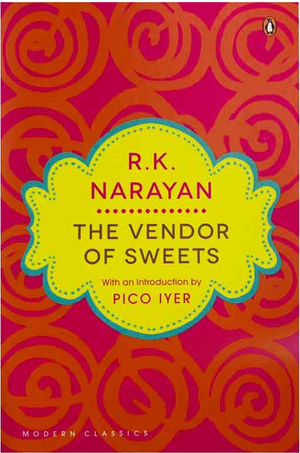 R.K.
NARAYAN
THE VENDOR
OF SWEETS
With an Introduction by
PICO IYER
MODERN CLASSICS